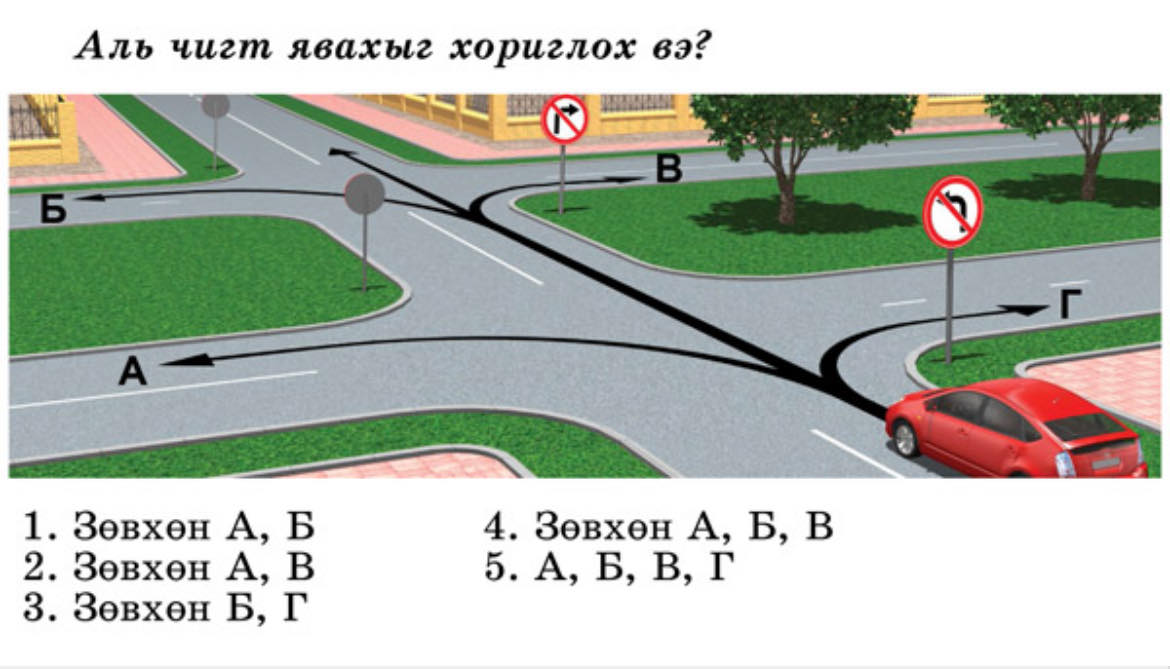 Аль чигт явахыг хориглох вэ?
Б
В
А
Г
1. Зөвхөн А, Б
2. Зөвхөн А, В
3. Зөвхөн Б, Г
4. Зөвхөн А, Б, В
5. А, Б, В, Г